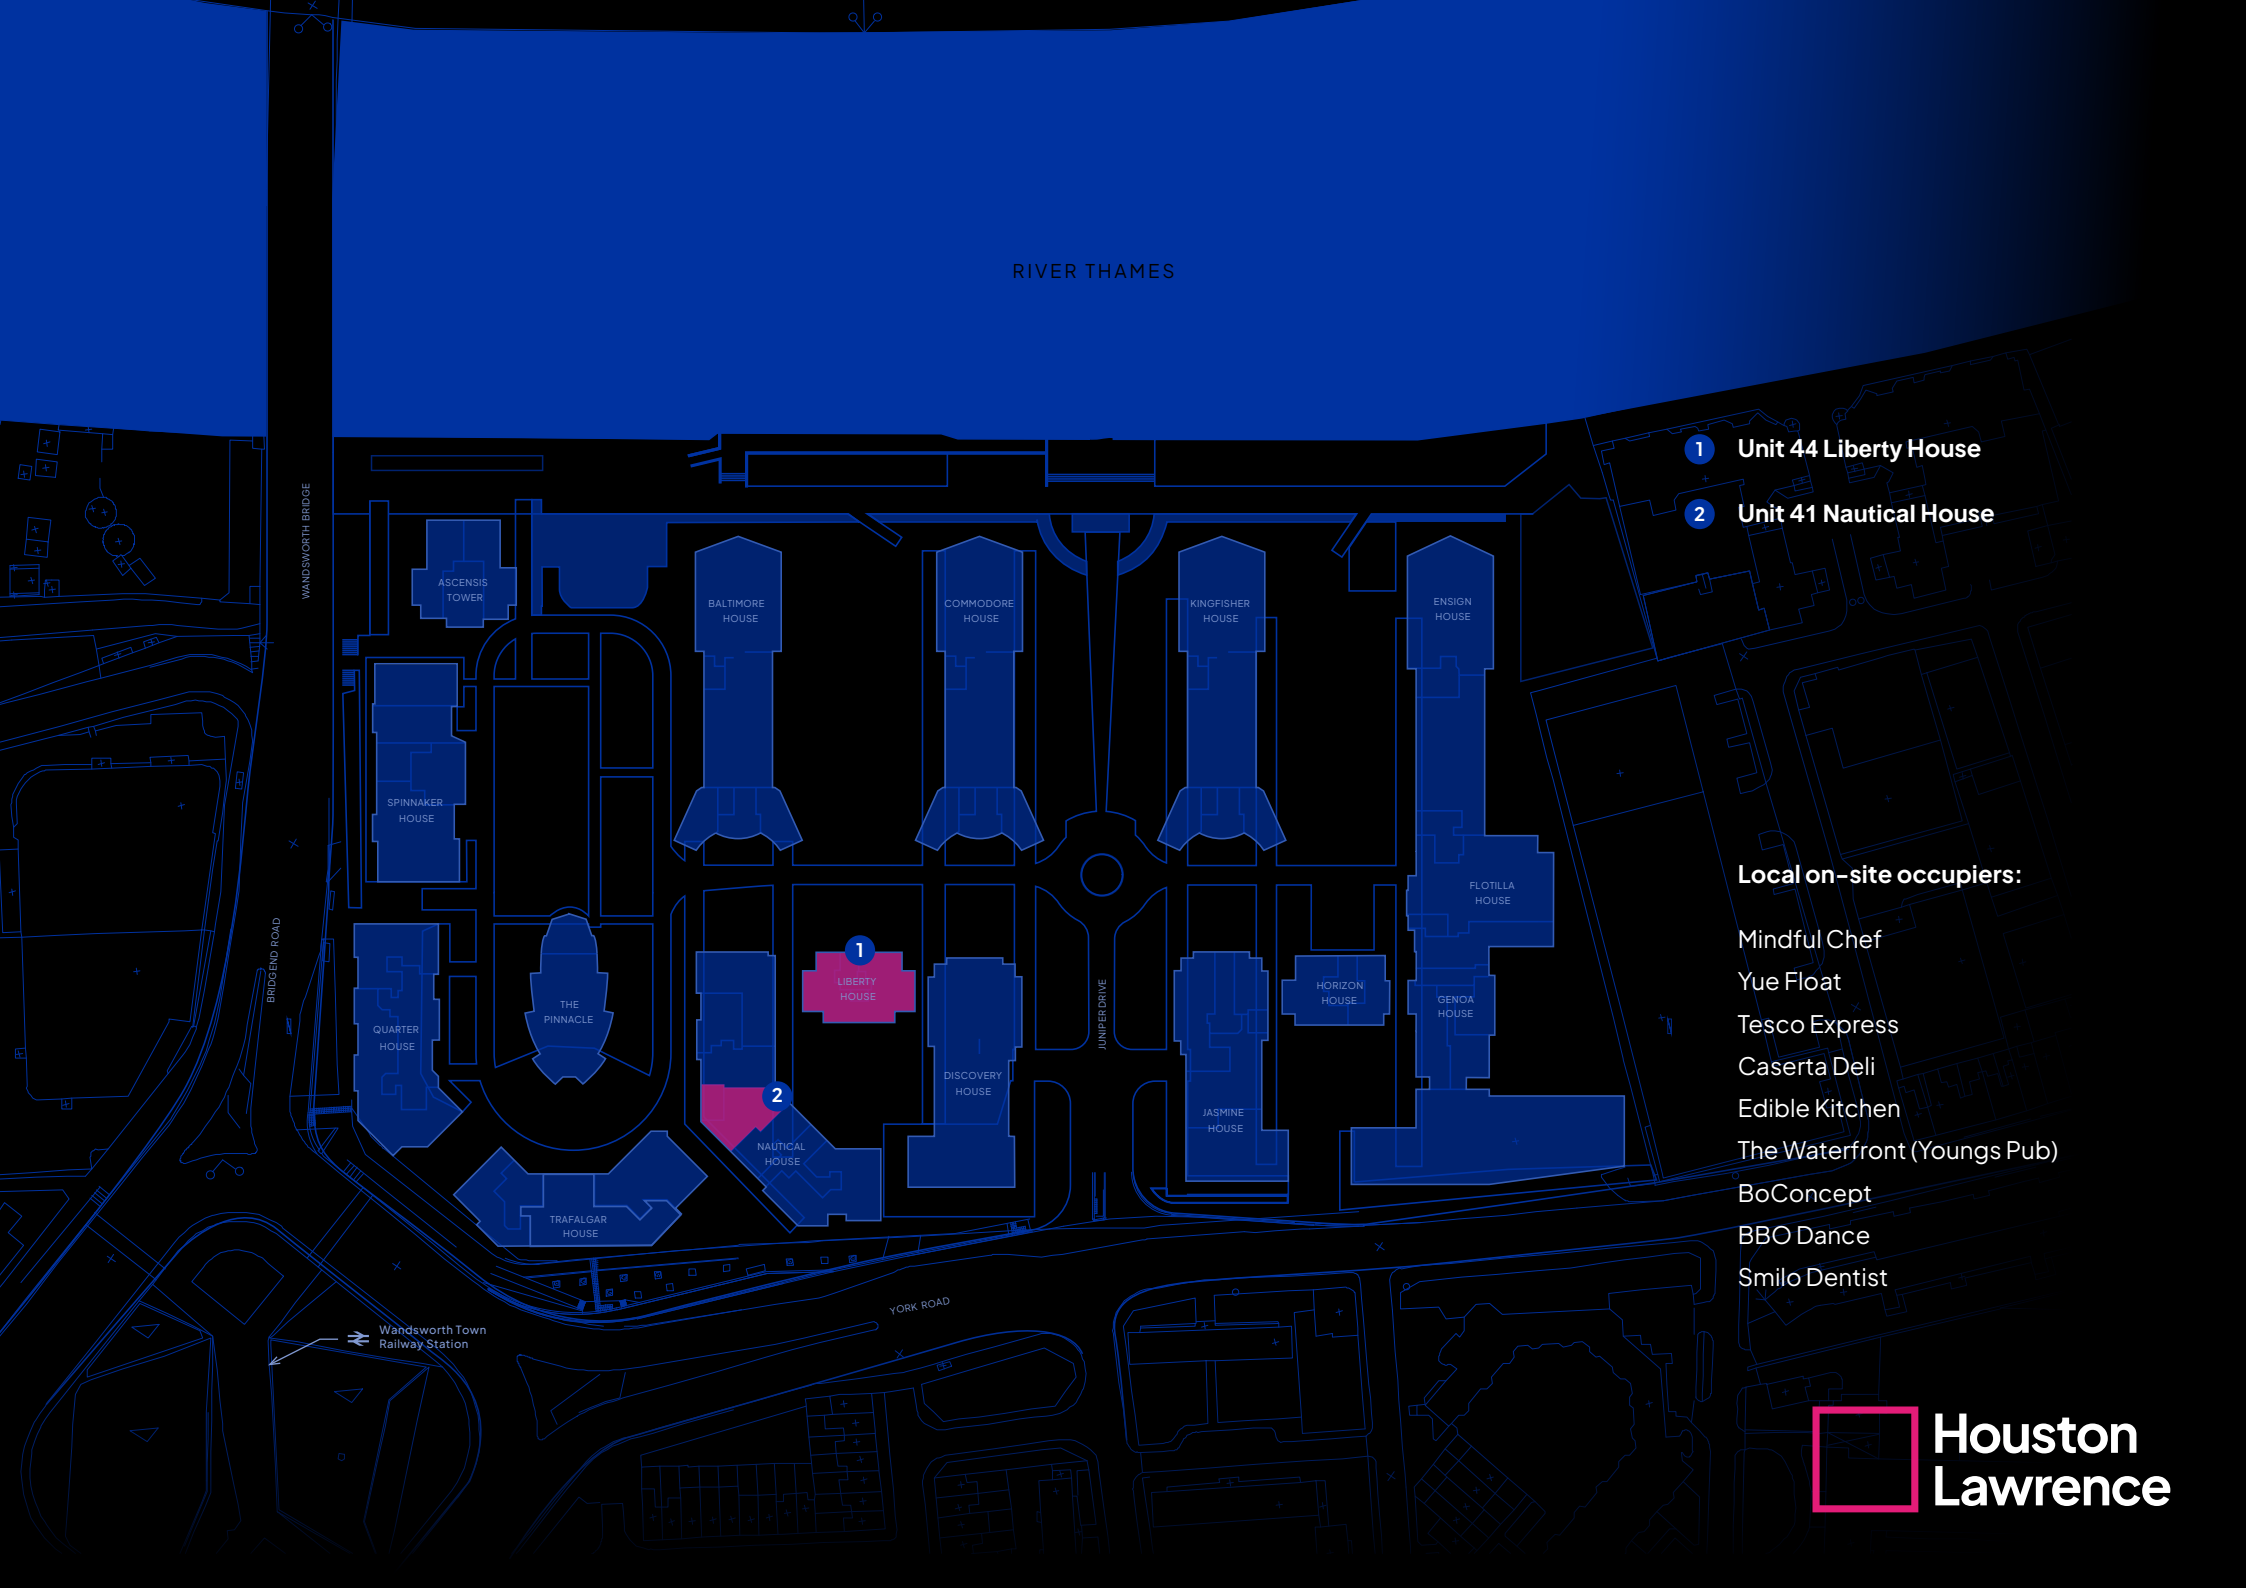 RIVER THAMES
WANDSWORTH BRIDGE
1 Unit 44 Liberty House
2 Unit 41 Nautical House
ASCENSIS
TOWER
BALTIMORE
HOUSE
COMMODORE
HOUSE
KINGFISHER
HOUSE
ENSIGN
HOUSE
SPINNAKER
HOUSE
FLOTILLA
HOUSE
BRIDGEND ROAD
1
LIBERTY
HOUSE
THE
PINNACLE
QUARTER
HOUSE
JUNIPER DRIVE
HORIZON
HOUSE
GENOA
HOUSE
DISCOVERY
HOUSE
2
NAUTICAL
HOUSE
JASMINE
HOUSE
TRAFALGAR
HOUSE
YORK ROAD
Wandsworth Town
Railway Station
Local on-site occupiers:
Mindful Chef
Yue Float
Tesco Express
Caserta Deli
Edible Kitchen
The Waterfront (Youngs Pub)
BoConcept
BBO Dance
Smilo Dentist
Houston
Lawrence